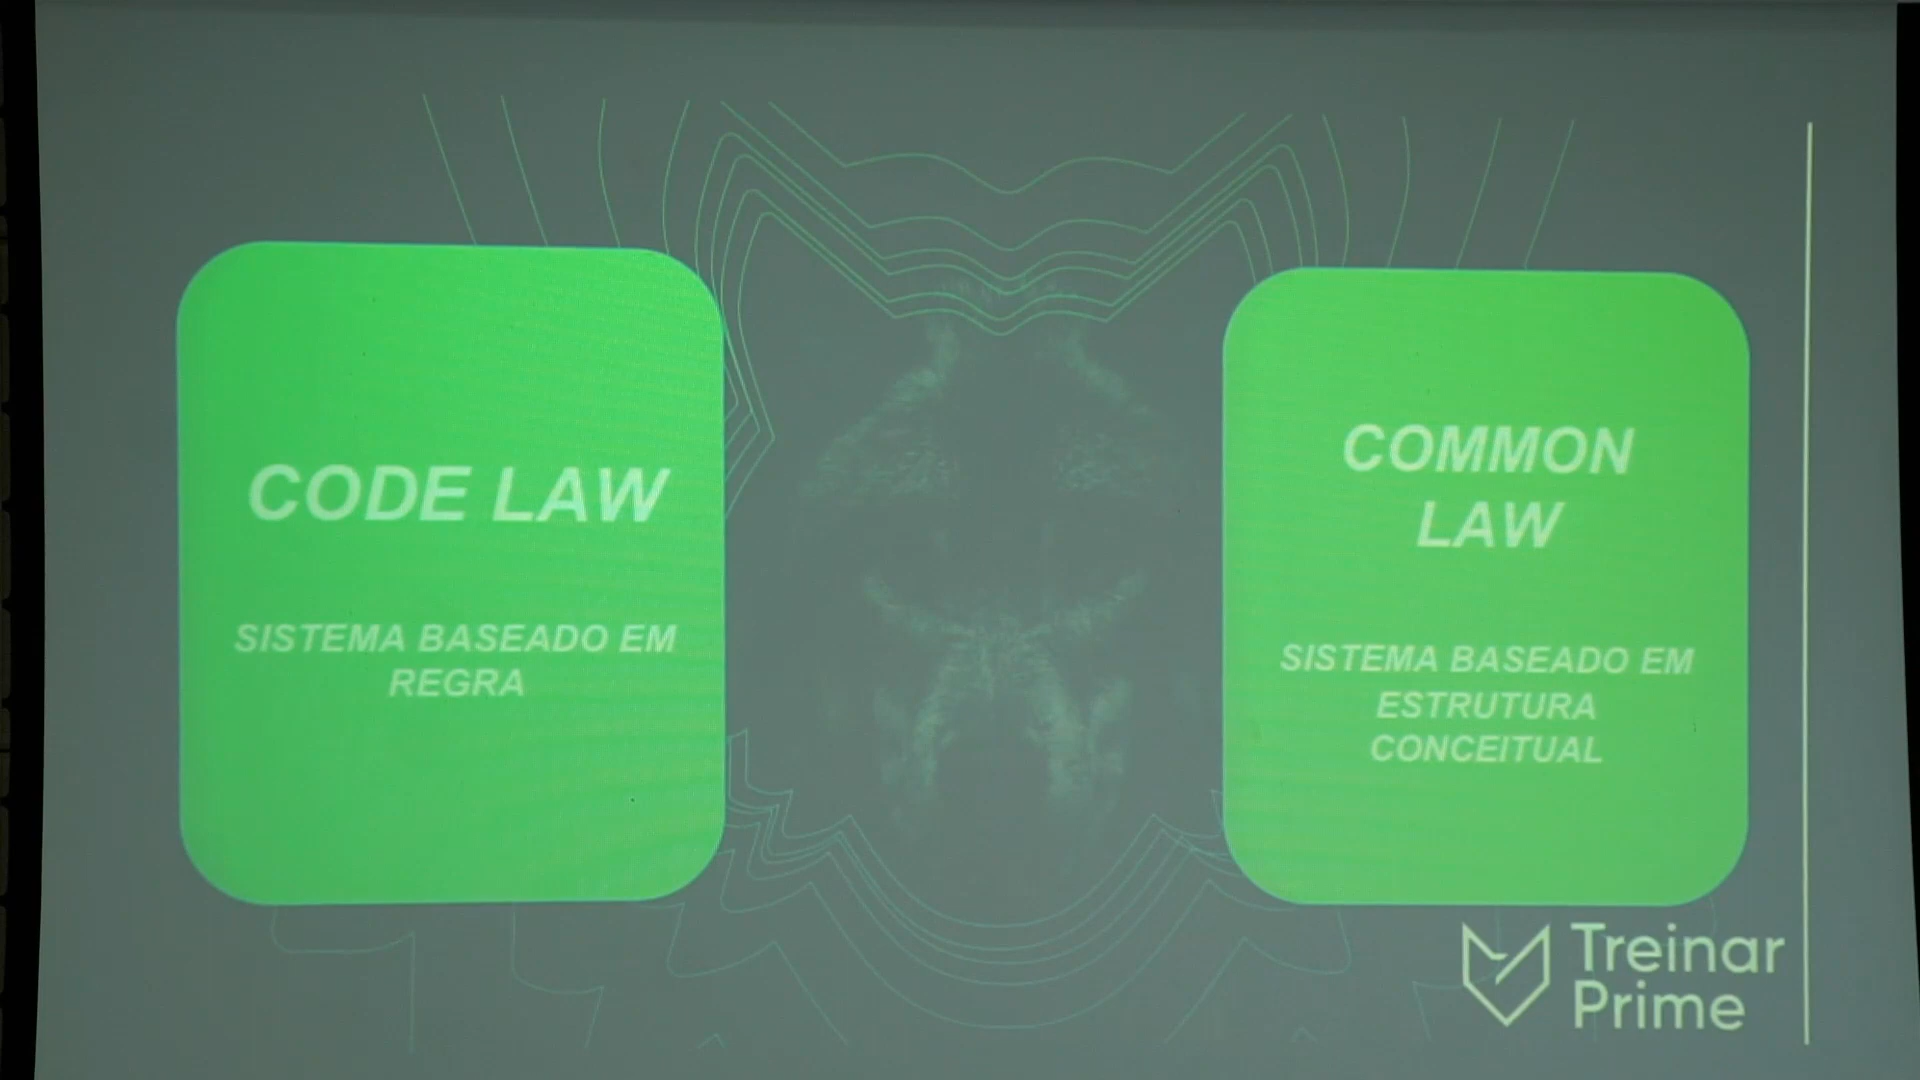 CODE LAW
SISTEMA BASEADO EM
REGRA
COMMON
LAW
SISTEMA BASEADO EM
ESTRUTURA
CONCEITUAL
Treinar
Prime